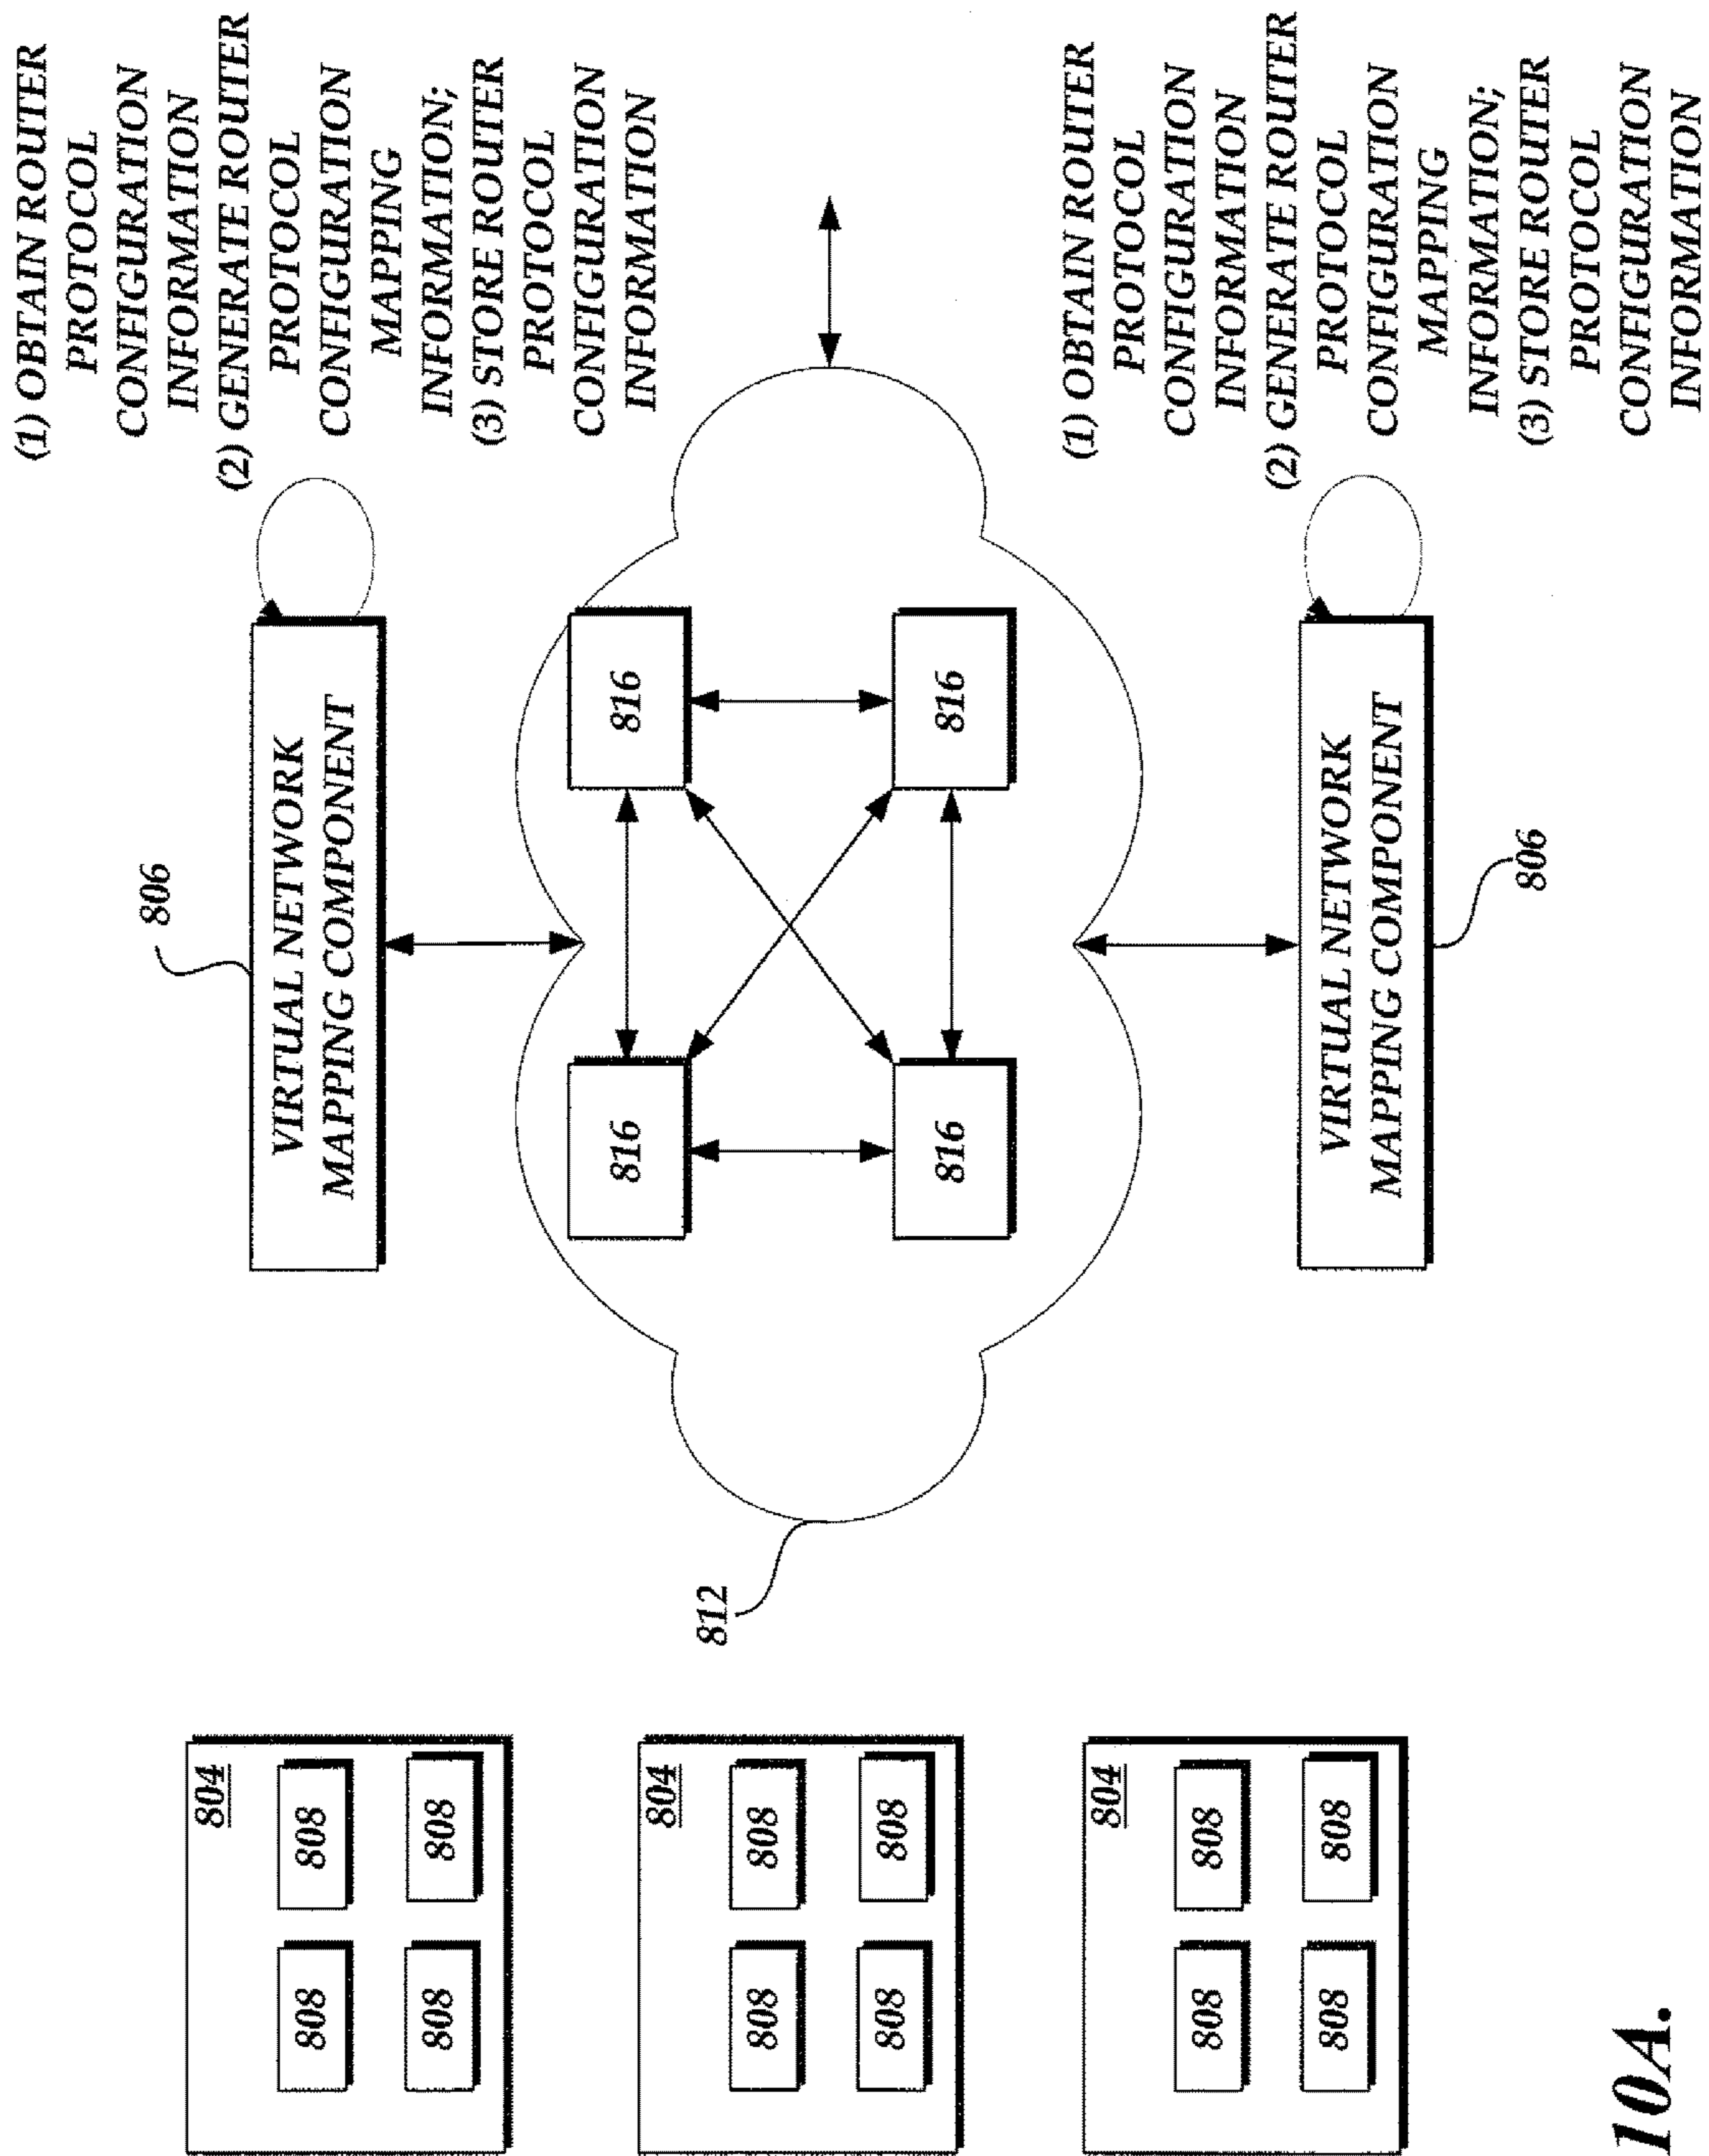 804
808
808
808
808
804
808
808
808
808
804
808
808
808
808
806
VIRTUAL NETWORK
MAPPING COMPONENT
(1) OBTAIN ROUTER
PROTOCOL
CONFIGURATION
INFORMATION
(2) GENERATE ROUTER
PROTOCOL
CONFIGURATION
MAPPING
INFORMATION;
(3) STORE ROUTER
PROTOCOL
CONFIGURATION
INFORMATION
812
816
816
816
816
VIRTUAL NETWORK
MAPPING COMPONENT
806
(1) OBTAIN ROUTER
PROTOCOL
CONFIGURATION
INFORMATION
(2) GENERATE ROUTER
PROTOCOL
CONFIGURATION
MAPPING
INFORMATION;
(3) STORE ROUTER
PROTOCOL
CONFIGURATION
INFORMATION
10A.